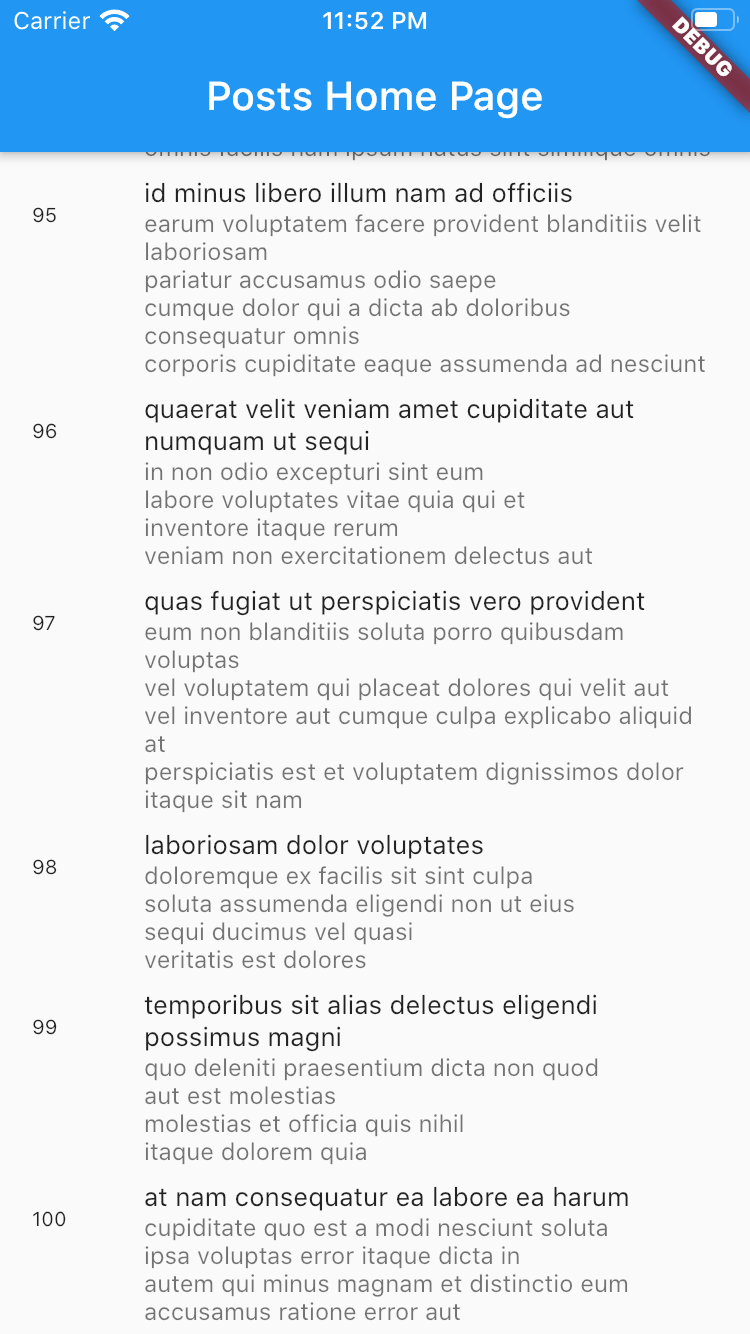 Carrier 11:52 PM
DEBUG
Posts Home Page
omnis facilis nam ipsum natus sint similique omnis
95
id minus libero illum nam ad officiis
earum voluptatem facere provident blanditiis velit
laboriosam
pariatur accusamus odio saepe
cumque dolor qui a dicta ab doloribus
consequatur omnis
corporis cupiditate eaque assumenda ad nesciunt
96
quaerat velit veniam amet cupiditate aut
numquam ut sequi
in non odio excepturi sint eum
labore voluptates vitae quia qui et
inventore itaque rerum
veniam non exercitationem delectus aut
97
quas fugiat ut perspiciatis vero provident
eum non blanditiis soluta porro quibusdam
voluptas
vel voluptatem qui placeat dolores qui velit aut
vel inventore aut cumque culpa explicabo aliquid
at
perspiciatis est et voluptatem dignissimos dolor
itaque sit nam
98
laboriosam dolor voluptates
doloremque ex facilis sit sint culpa
soluta assumenda eligendi non ut eius
sequi ducimus vel quasi
veritatis est dolores
99
temporibus sit alias delectus eligendi
possimus magni
quo deleniti praesentium dicta non quod
aut est molestias
molestias et officia quis nihil
itaque dolorem quia
100
at nam consequatur ea labore ea harum
cupiditate quo est a modi nesciunt soluta
ipsa voluptas error itaque dicta in
autem qui minus magnam et distinctio eum
accusamus ratione error aut